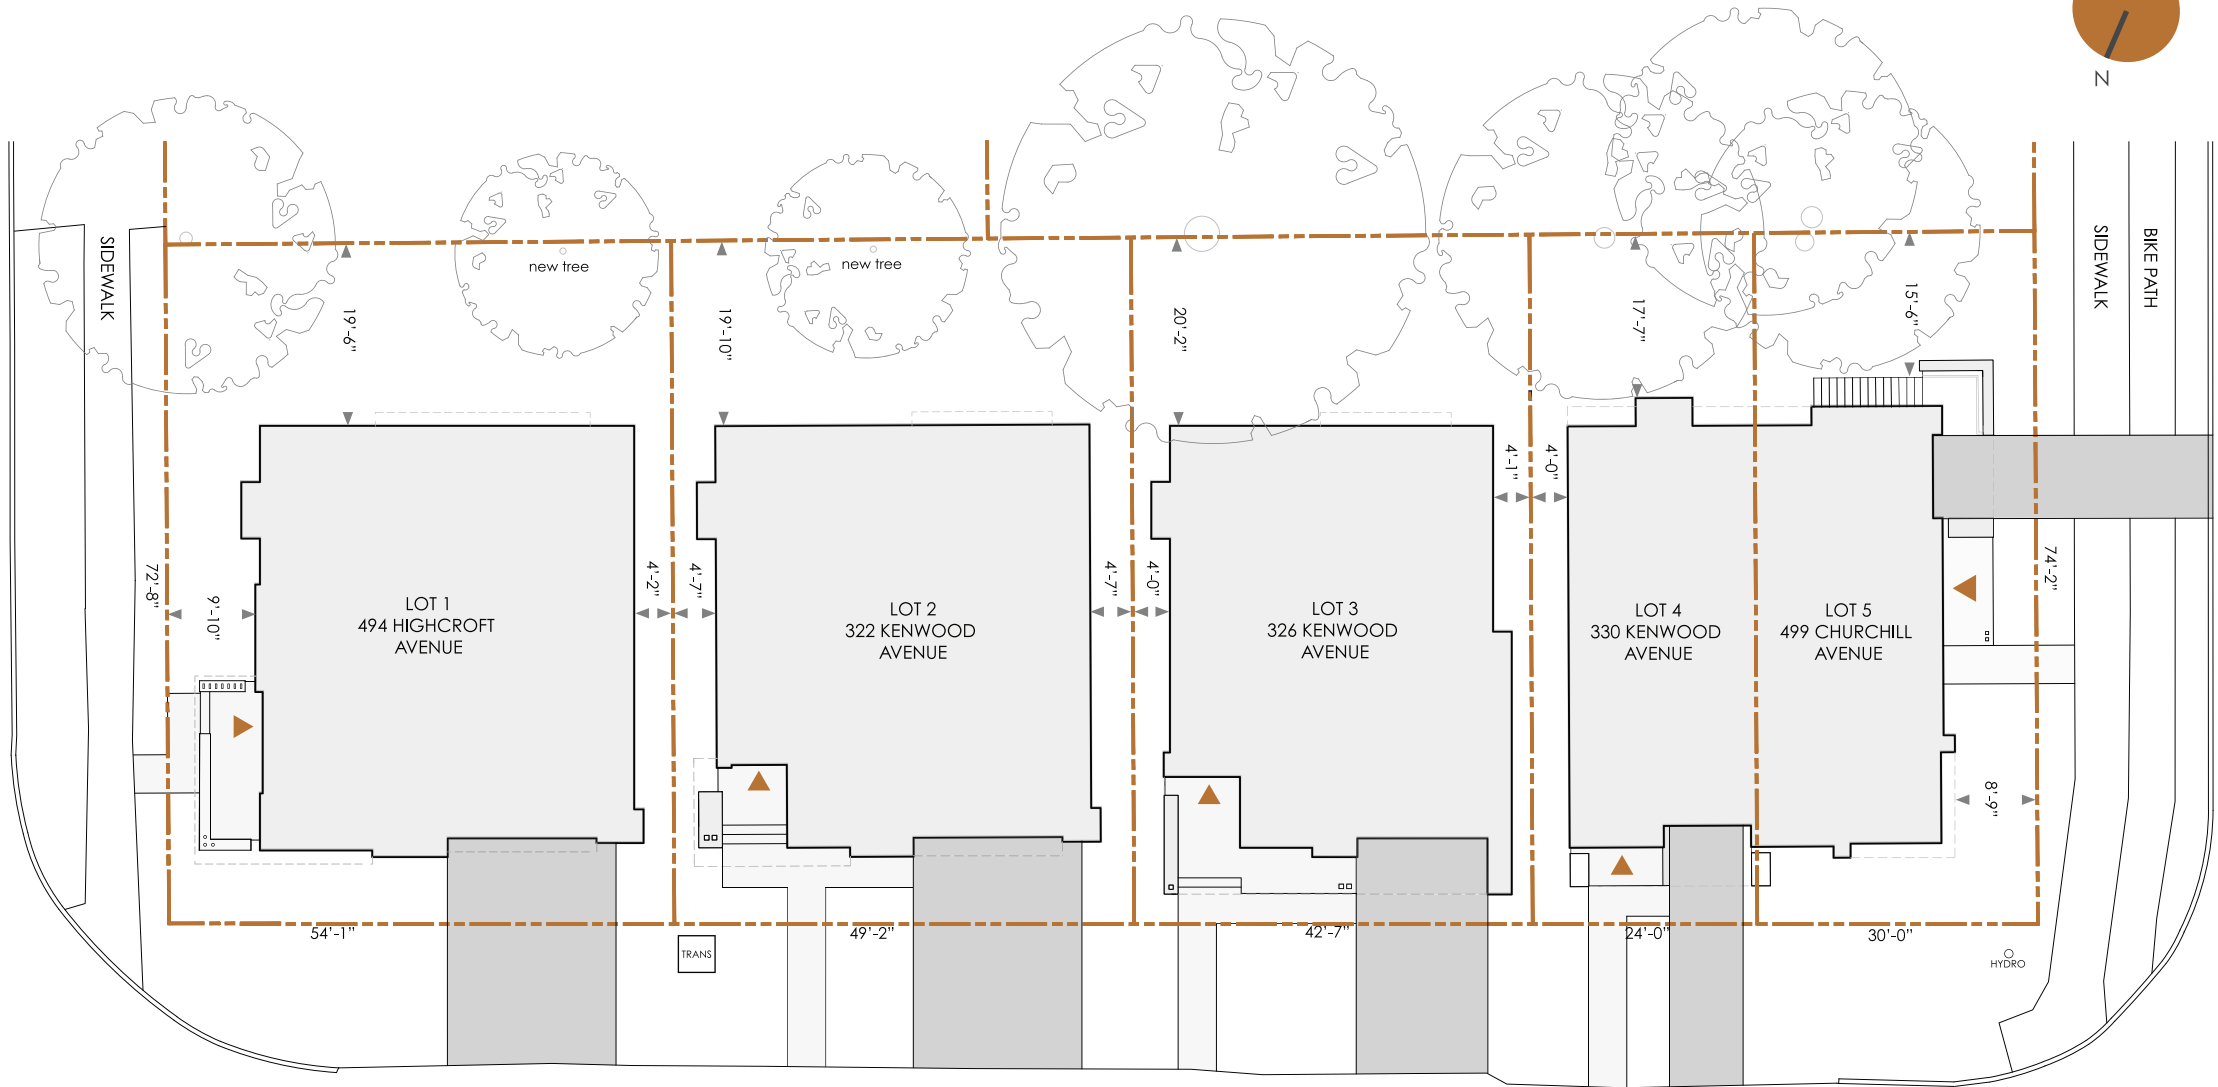 N
SIDEWALK
new tree
new tree
SIDEWALK
BIKE PATH
19'-6"
19'-10"
20'-2"
17'-7"
15'-6"
4'-1"
4'-0"
72'-8"
9'-10"
4'-2"
4'-7"
4'-7"
4'-0"
74'-2"
LOT 1
494 HIGHCROFT
AVENUE
LOT 2
322 KENWOOD
AVENUE
LOT 3
326 KENWOOD
AVENUE
LOT 4
330 KENWOOD
AVENUE
LOT 5
499 CHURCHILL
AVENUE
8'-9"
54'-1"
49'-2"
42'-7"
24'-0"
30'-0"
TRANS
HYDRO